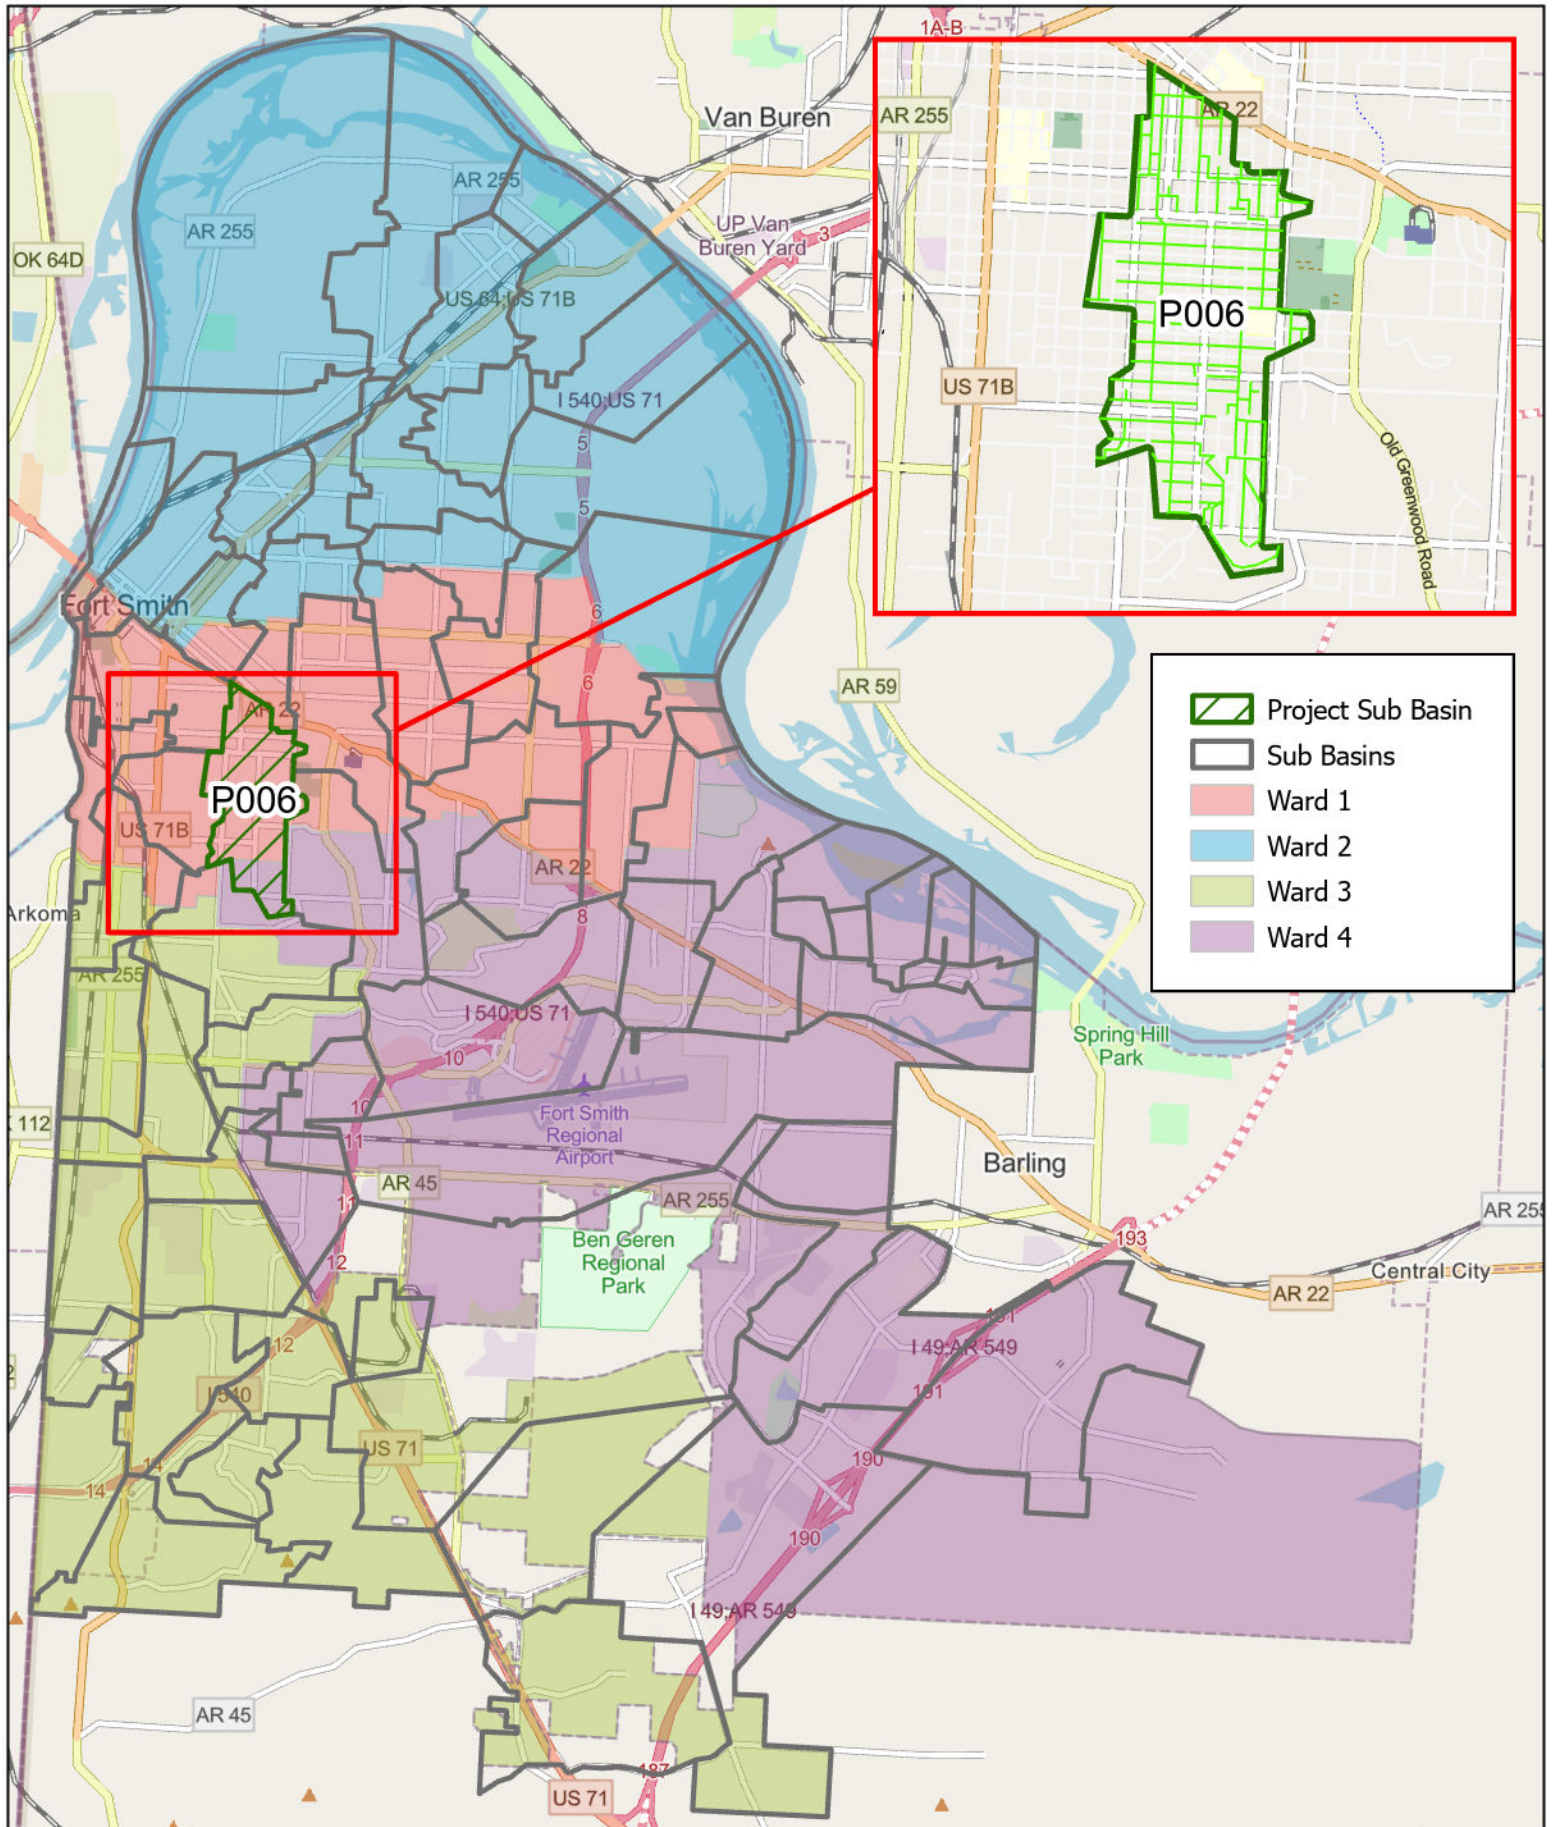 1A-B
Van Buren
AR 255
AR 22
AR 255
AR 255
UP Van
Buren Yard
3
OK 64D
US 64;US 71B
P006
US 71B
I 540;US 71
5
Old Greenwood Road
5
Fort Smith
6
6
AR 59
AR 22
P006
US 71B
AR 22
Arkoma
8
AR 255
I 540;US 71
10
10
Fort Smith
Regional
Airport
Spring Hill
Park
112
11
Barling
AR 45
11
AR 255
Ben Geren
Regional
Park
AR 255
193
12
Central City
AR 22
191
12
I 49;AR 549
191
I 540
US 71
190
14
14
190
I 49;AR 549
AR 45
187
US 71
Project Sub Basin
Sub Basins
Ward 1
Ward 2
Ward 3
Ward 4